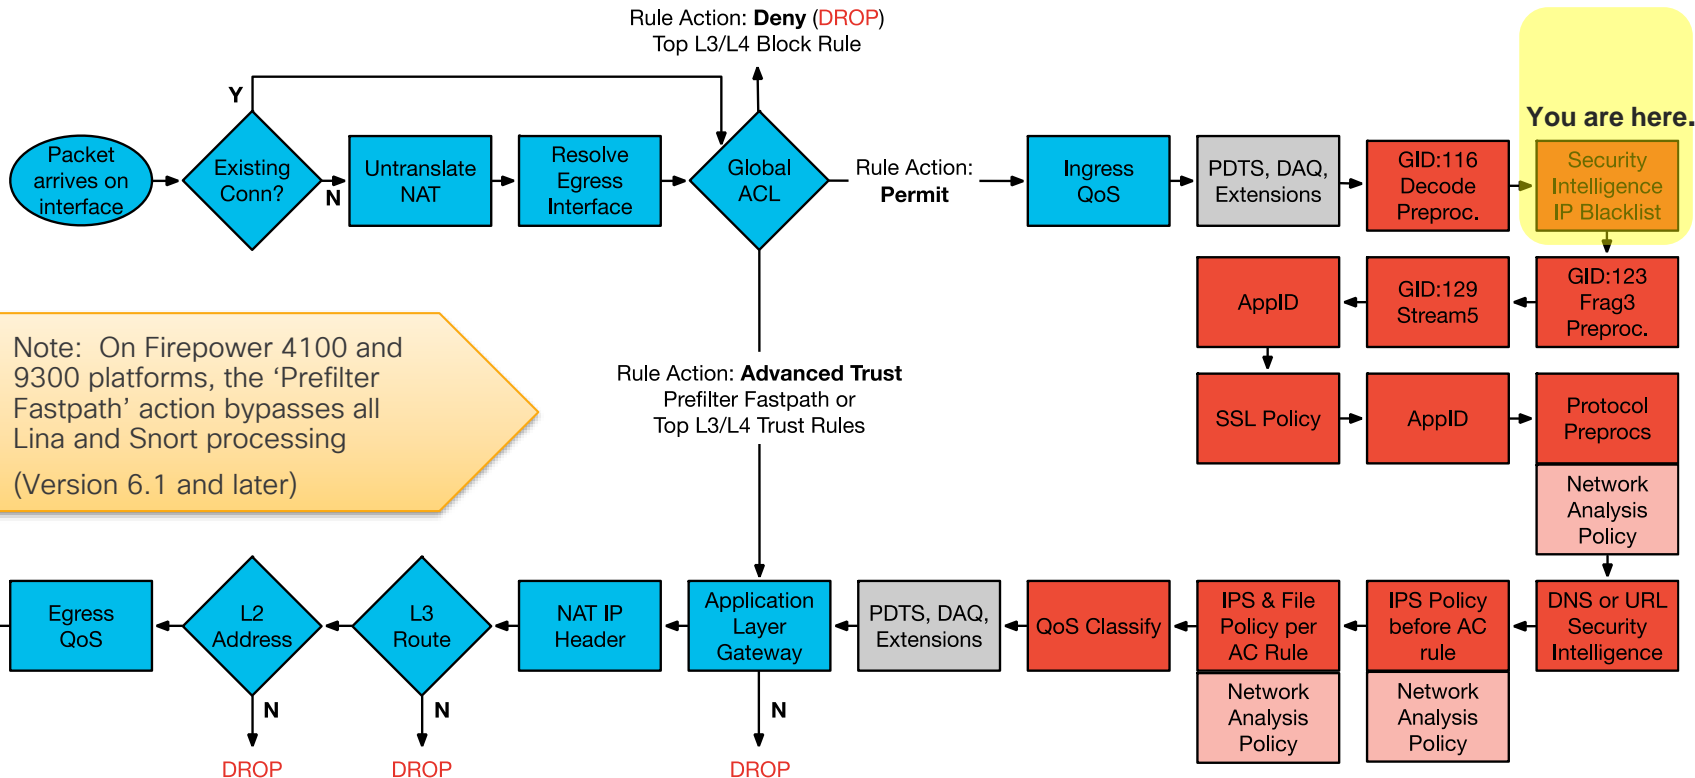 Rule Action: Deny (DROP)
Top L3/L4 Block Rule
You are here.
Y
Packet
arrives on
interface
Existing
Conn?
N
Untranslate
NAT
Resolve
Egress
Interface
Global
ACL
Rule Action:
Permit
Ingress
QoS
PDTS, DAQ,
Extensions
GID:116
Decode
Preproc.
Security
Intelligence
IP Blacklist
AppID
GID:129
Stream5
GID:123
Frag3
Preproc.
Note: On Firepower 4100 and
9300 platforms, the ‘Prefilter
Fastpath’ action bypasses all
Lina and Snort processing
(Version 6.1 and later)
Rule Action: Advanced Trust
Prefilter Fastpath or
Top L3/L4 Trust Rules
SSL Policy
AppID
Protocol
Preprocs
Network
Analysis
Policy
Egress
QoS
L2
Address
L3
Route
NAT IP
Header
Application
Layer
Gateway
PDTS, DAQ,
Extensions
QoS Classify
IPS & File
Policy per
AC Rule
IPS Policy
before AC
rule
DNS or URL
Security
Intelligence
Network
Analysis
Policy
Network
Analysis
Policy
N
N
N
DROP
DROP
DROP